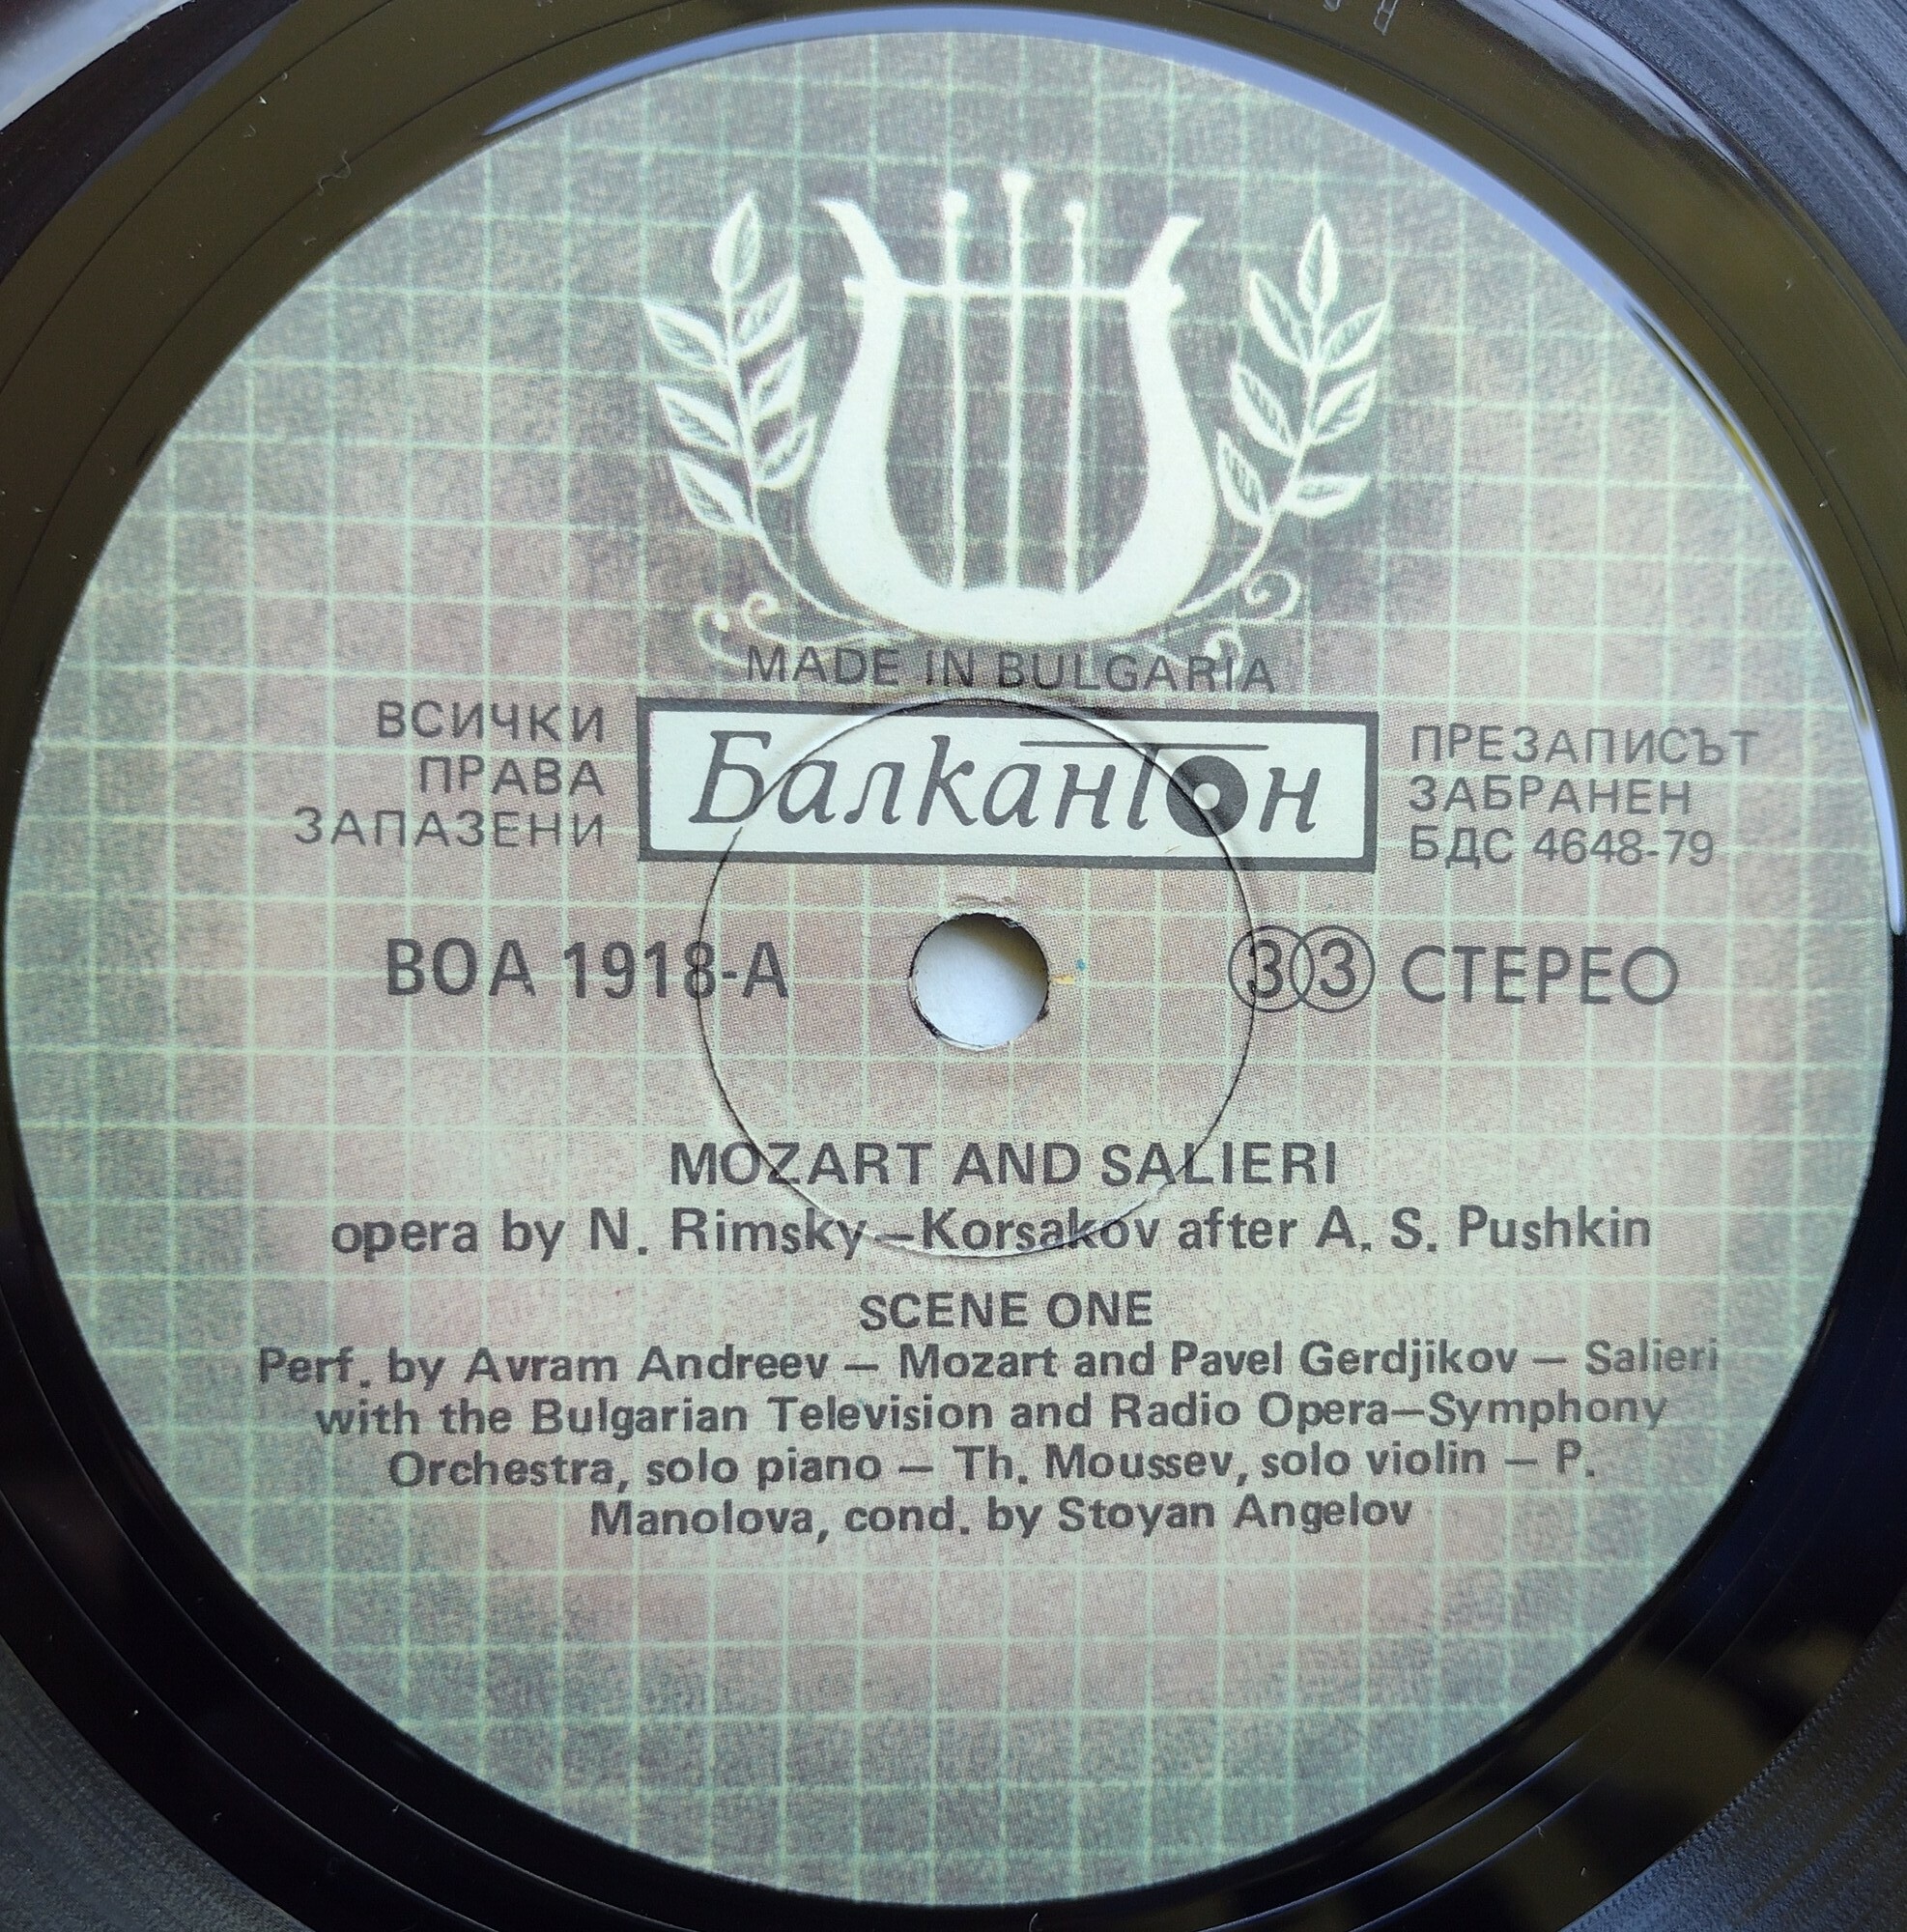 MADE IN BULGARIA
ВСИЧКИ
ПРАВА
ЗАПАЗЕНИ
Балкантон
ПРЕЗАПИСЪТ
ЗАБРАНЕН
БДС 4648-79
ВОА 1918-А
33 СТЕРЕО
MOZART AND SALIERI
opera by N. Rimsky–Korsakov after A. S. Pushkin
SCENE ONE
Perf. by Avram Andreev — Mozart and Pavel Gerdjikov — Salieri
with the Bulgarian Television and Radio Opera–Symphony
Orchestra, solo piano — Th. Moussev, solo violin — P.
Manolova, cond. by Stoyan Angelov